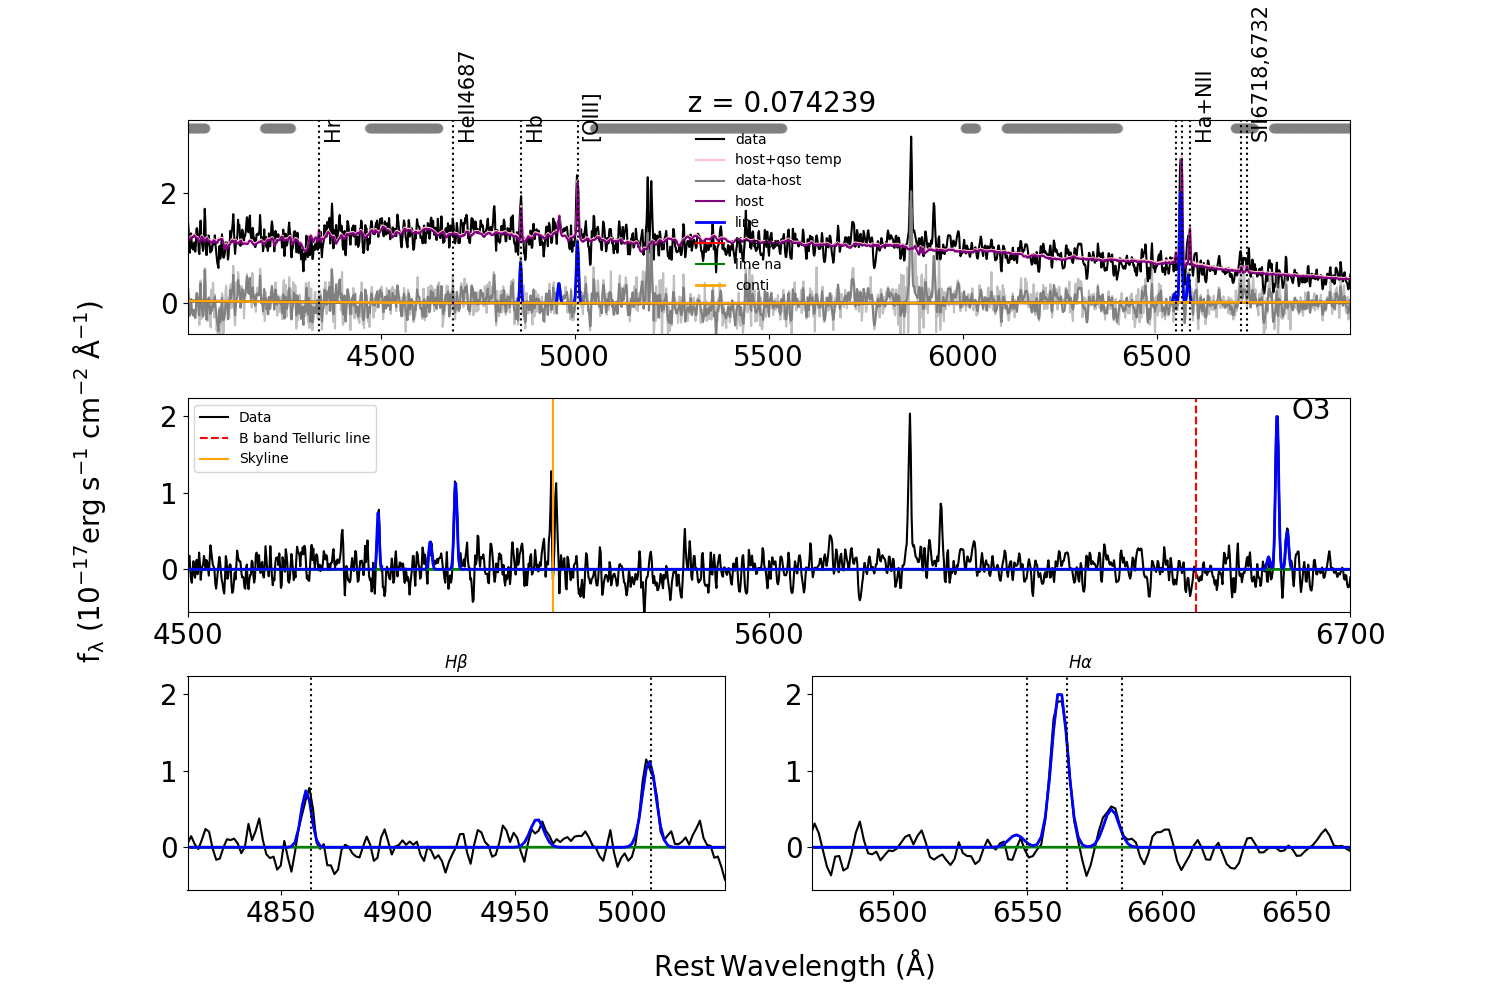 z = 0.074239
Hr
HeII4687
Hb
[OIII]
Ha+NII
SII6718,6732
data
host+qso temp
data-host
host
line
line na
conti
2
0
4500
5000
5500
6000
6500
Data
B band Telluric line
Skyline
O3
2
1
0
4500
5600
6700
fλ (10⁻¹⁷erg s⁻¹ cm⁻² Å⁻¹)
Hβ
2
1
0
4850
4900
4950
5000
Hα
2
1
0
6500
6550
6600
6650
Rest Wavelength (Å)